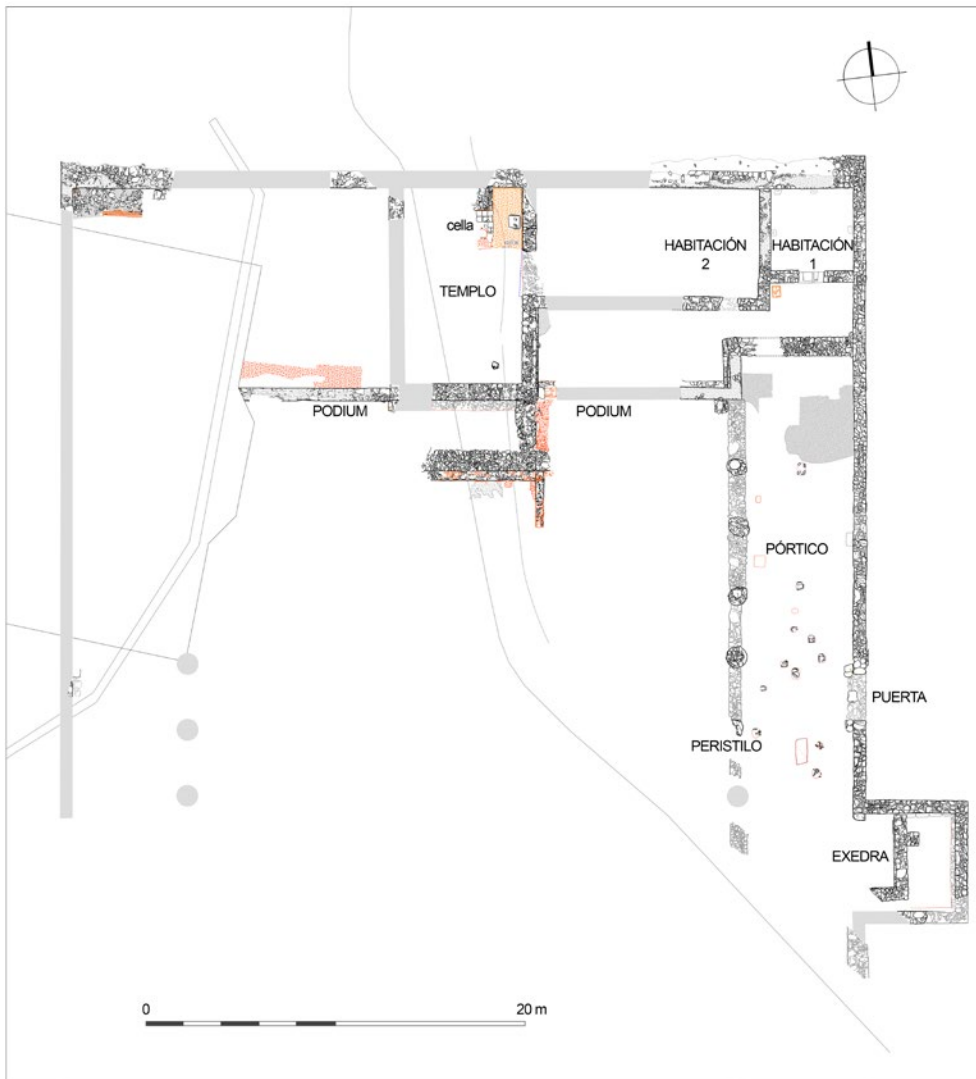 cella
HABITACIÓN
2
HABITACIÓN
1
TEMPLO
PODIUM
PODIUM
PÓRTICO
PUERTA
PERISTILO
EXEDRA
0
20 m